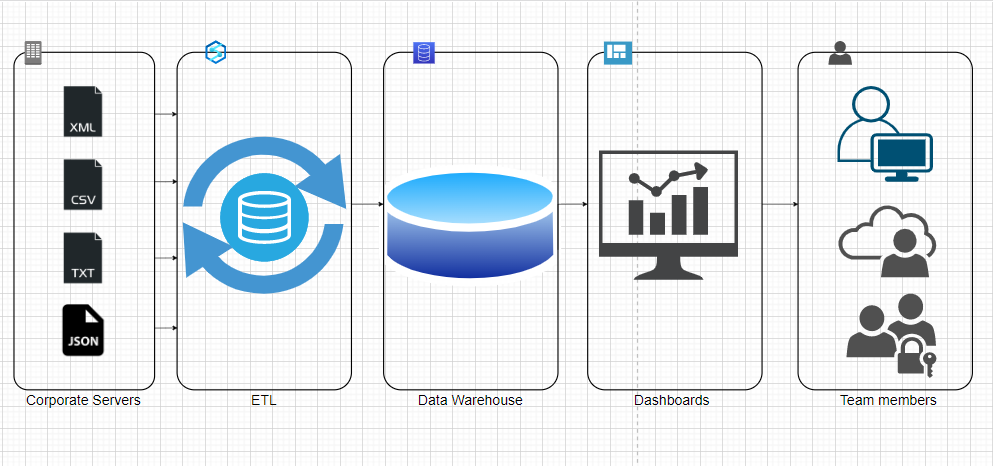 XML
CSV
TXT
JSON
Corporate Servers
ETL
Data Warehouse
Dashboards
Team members